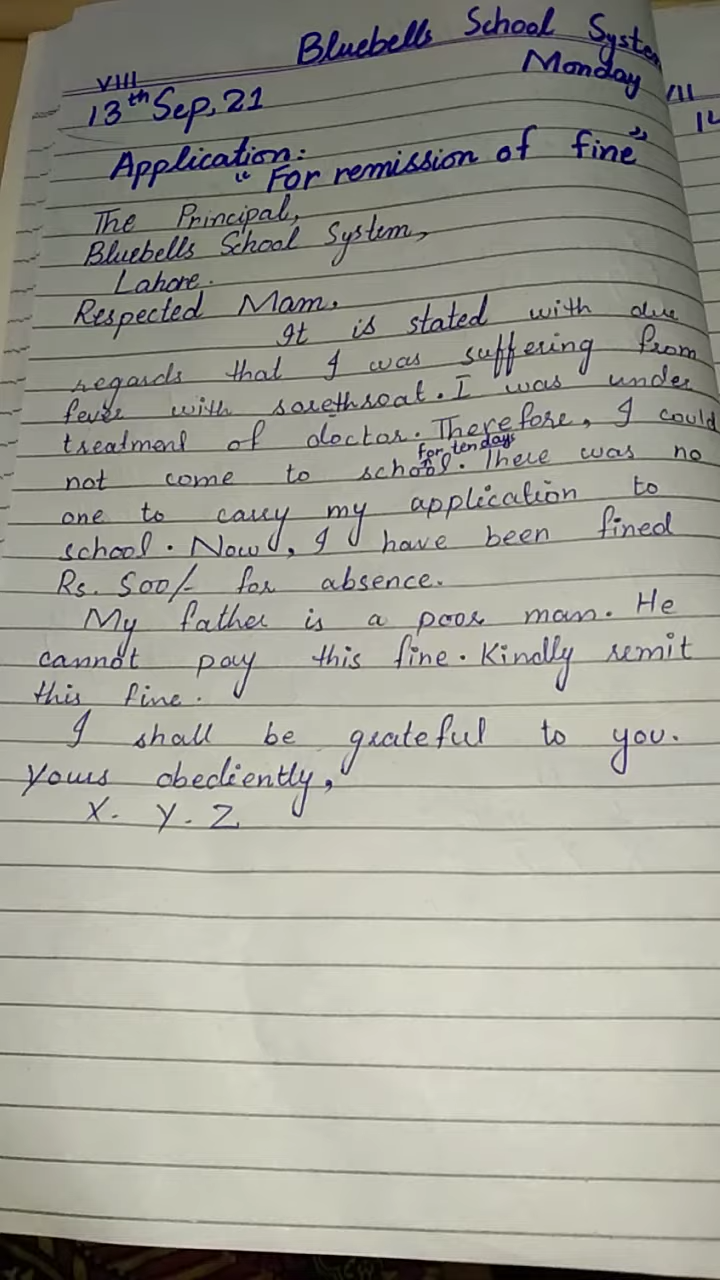 Bluebells School System
VIII Monday
13th Sep, 21
Application:
"For remission of fine"
The Principal,
Bluebells School System,
Lahore.
Respected Mam.
It is stated with due
regards that I was suffering from
fever with sorethroat. I was under
treatment of doctor. Therefore, I could
for ten days
not come to school. There was no
one to carry my application to
school. Now, I have been fined
Rs. 500/- for absence.
My father is a poor man. He
cannot pay this fine. Kindly remit
this fine.
I shall be grateful to you.
Yours obediently,
X. Y. Z